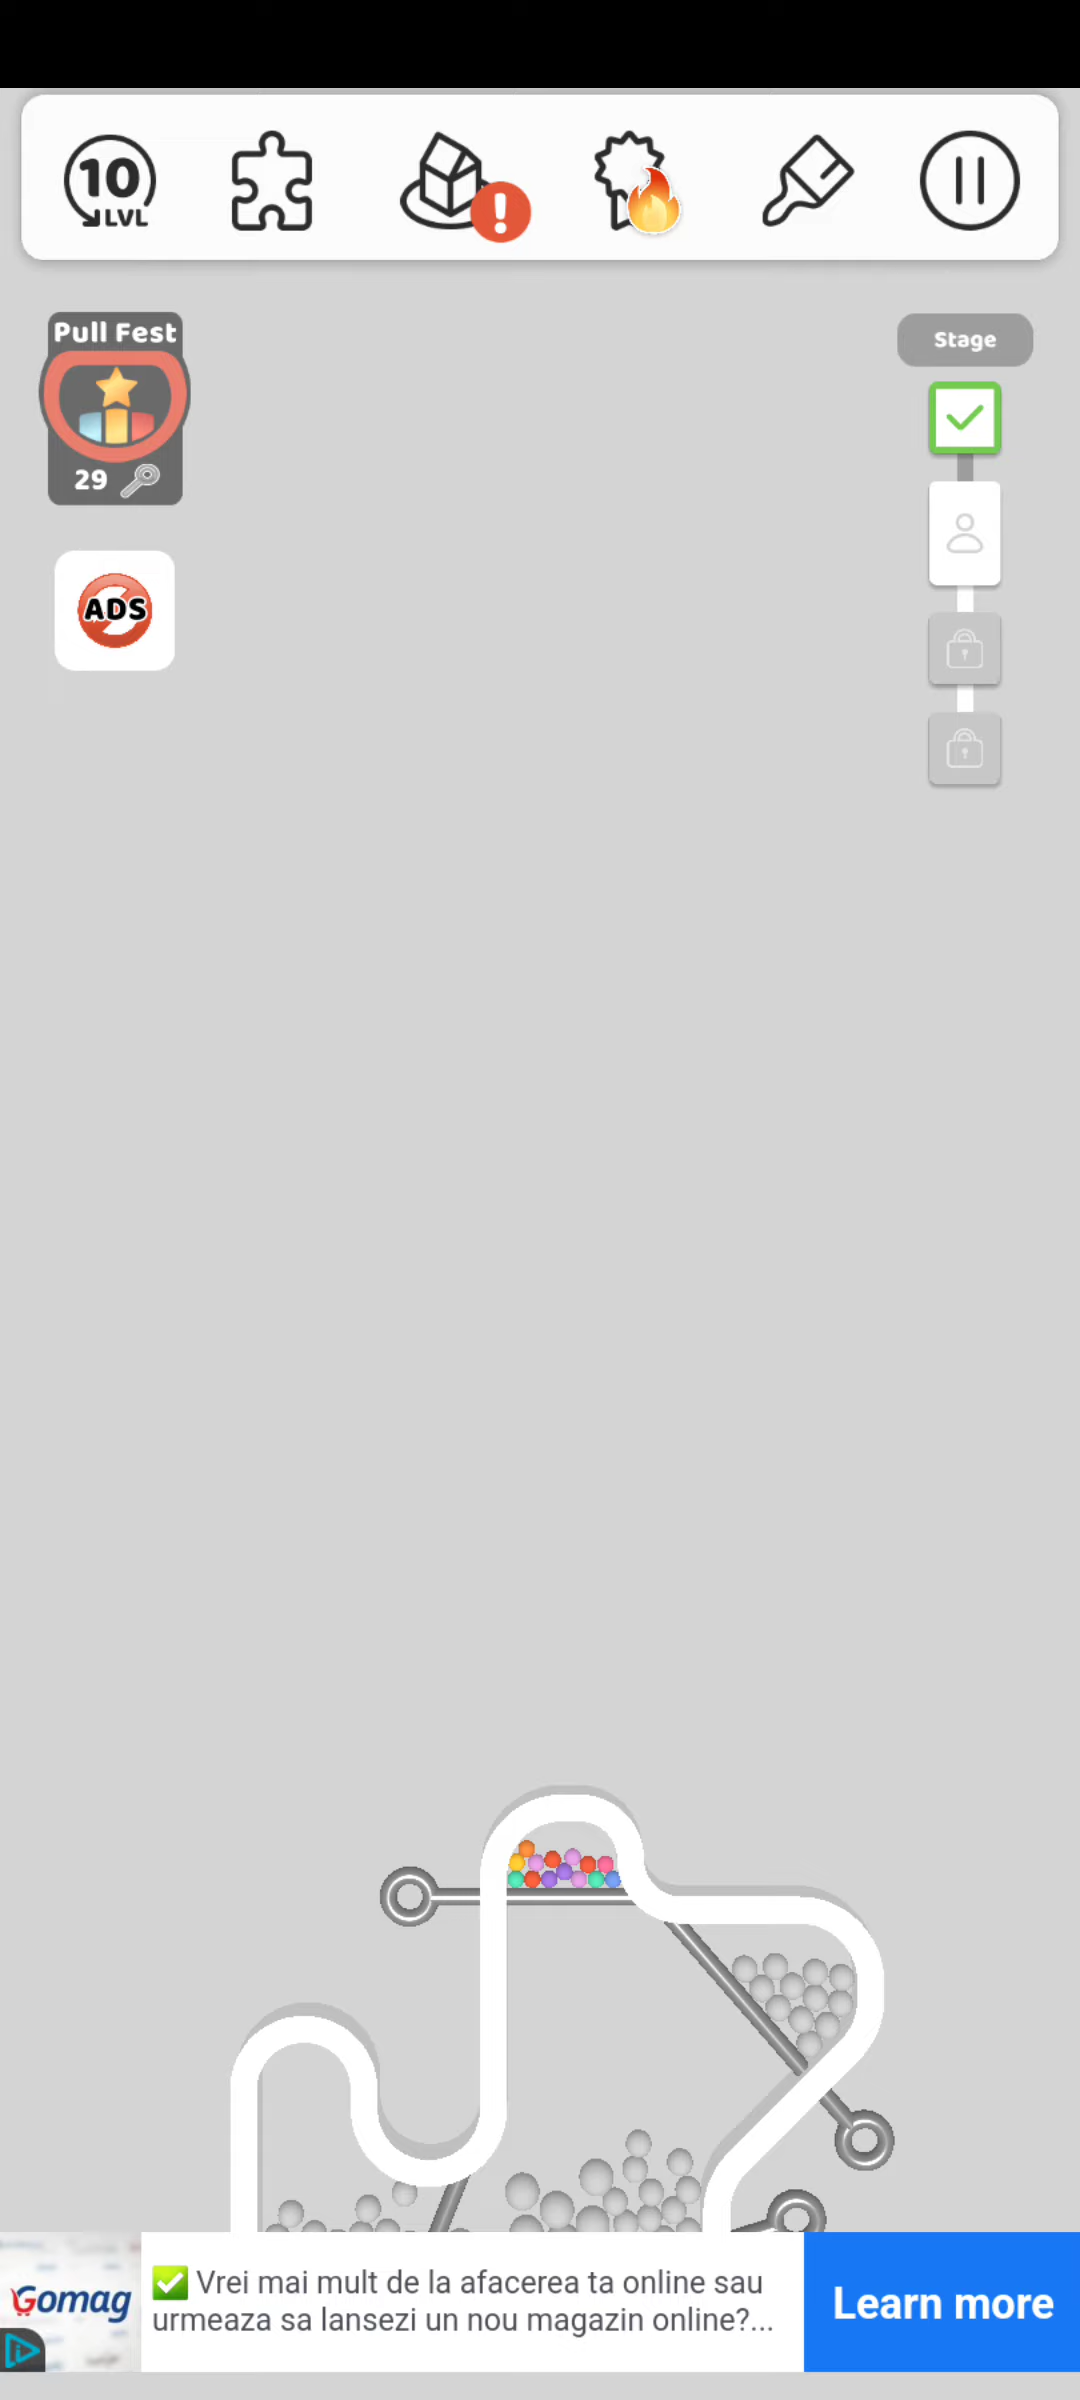 10
LVL
Pull Fest
29
ADS
Stage
Gomag
Vrei mai mult de la afacerea ta online sau
urmeaza sa lansezi un nou magazin online?...
Learn more